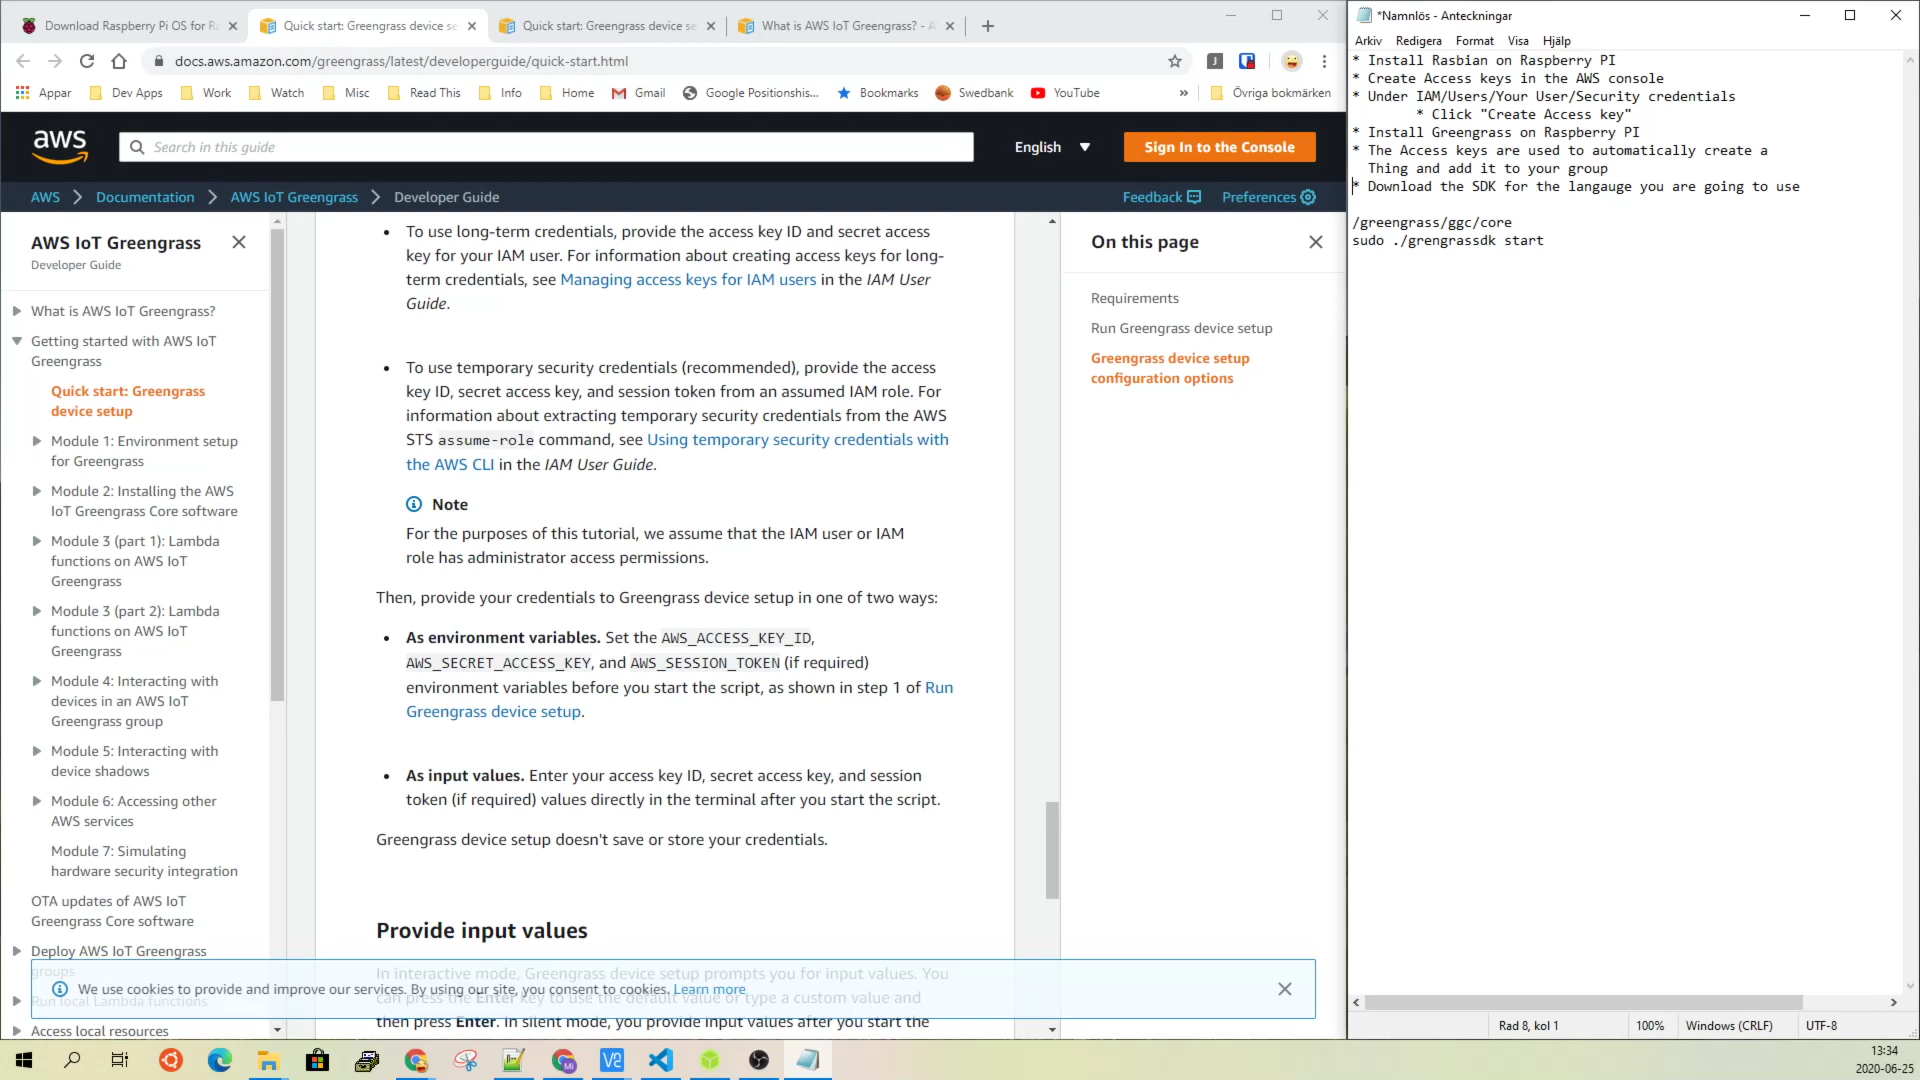 Download Raspberry Pi OS for Ra
Quick start: Greengrass device se
Quick start: Greengrass device se
What is AWS IoT Greengrass? - A
docs.aws.amazon.com/greengrass/latest/developerguide/quick-start.html
Appar
Dev Apps
Work
Watch
Misc
Read This
Info
Home
Gmail
Google Positionshis...
Bookmarks
Swedbank
YouTube
»
Övriga bokmärken
aws
Search in this guide
English
Sign In to the Console
AWS
Documentation
AWS IoT Greengrass
Developer Guide
Feedback
Preferences
AWS IoT Greengrass
Developer Guide
What is AWS IoT Greengrass?
Getting started with AWS IoT
Greengrass
Quick start: Greengrass
device setup
Module 1: Environment setup
for Greengrass
Module 2: Installing the AWS
IoT Greengrass Core software
Module 3 (part 1): Lambda
functions on AWS IoT
Greengrass
Module 3 (part 2): Lambda
functions on AWS IoT
Greengrass
Module 4: Interacting with
devices in an AWS IoT
Greengrass group
Module 5: Interacting with
device shadows
Module 6: Accessing other
AWS services
Module 7: Simulating
hardware security integration
OTA updates of AWS IoT
Greengrass Core software
Deploy AWS IoT Greengrass
groups
Run local Lambda functions
Access local resources
• To use long-term credentials, provide the access key ID and secret access
key for your IAM user. For information about creating access keys for long-
term credentials, see Managing access keys for IAM users in the IAM User
Guide.
• To use temporary security credentials (recommended), provide the access
key ID, secret access key, and session token from an assumed IAM role. For
information about extracting temporary security credentials from the AWS
STS assume-role command, see Using temporary security credentials with
the AWS CLI in the IAM User Guide.
Note
For the purposes of this tutorial, we assume that the IAM user or IAM
role has administrator access permissions.
Then, provide your credentials to Greengrass device setup in one of two ways:
• As environment variables. Set the AWS_ACCESS_KEY_ID,
AWS_SECRET_ACCESS_KEY, and AWS_SESSION_TOKEN (if required)
environment variables before you start the script, as shown in step 1 of Run
Greengrass device setup.
• As input values. Enter your access key ID, secret access key, and session
token (if required) values directly in the terminal after you start the script.
Greengrass device setup doesn't save or store your credentials.
Provide input values
In interactive mode, Greengrass device setup prompts you for input values. You
can press the Enter key to use the default value or type a custom value and
then press Enter. In silent mode, you provide input values after you start the
We use cookies to provide and improve our services. By using our site, you consent to cookies. Learn more
On this page
Requirements
Run Greengrass device setup
Greengrass device setup
configuration options
*Namnlös - Anteckningar
Arkiv Redigera Format Visa Hjälp
* Install Rasbian on Raspberry PI
* Create Access keys in the AWS console
* Under IAM/Users/Your User/Security credentials
* Click "Create Access key"
* Install Greengrass on Raspberry PI
* The Access keys are used to automatically create a
Thing and add it to your group
* Download the SDK for the langauge you are going to use
/greengrass/ggc/core
sudo ./grengrassdk start
Rad 8, kol 1
100%
Windows (CRLF)
UTF-8
13:34
2020-06-25